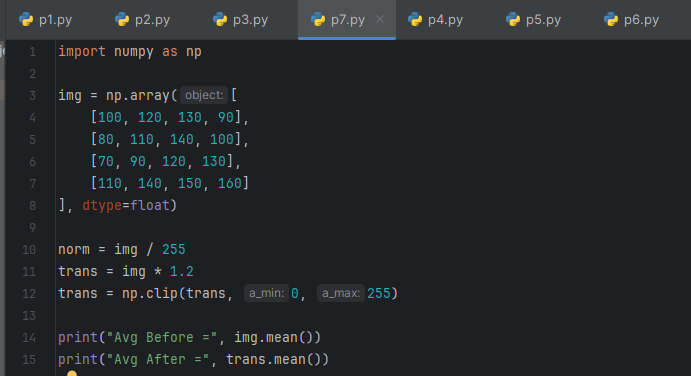 p1.py p2.py p3.py p7.py p4.py p5.py p6.py
1 import numpy as np
2
3 img = np.array( object: [
4     [100, 120, 130, 90],
5     [80, 110, 140, 100],
6     [70, 90, 120, 130],
7     [110, 140, 150, 160]
8 ], dtype=float)
9
10 norm = img / 255
11 trans = img * 1.2
12 trans = np.clip(trans, a_min: 0, a_max: 255)
13
14 print("Avg Before =", img.mean())
15 print("Avg After =", trans.mean())